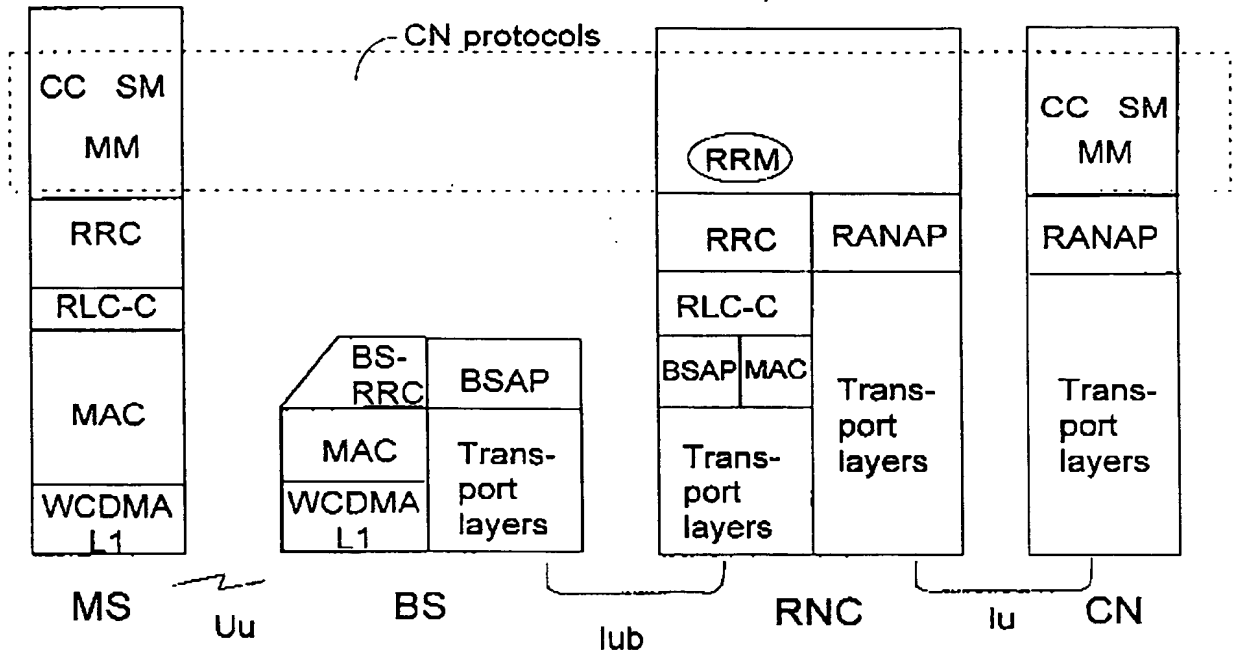 CN protocols
CC SM
MM
RRC
RLC-C
MAC
WCDMA
L1
MS
Uu
BS-
RRC
BSAP
MAC
WCDMA
L1
Trans-
port
layers
BS
Iub
RRM
RRC
RANAP
RLC-C
BSAP
MAC
Trans-
port
layers
Trans-
port
layers
RNC
Iu
CC SM
MM
RANAP
Trans-
port
layers
CN